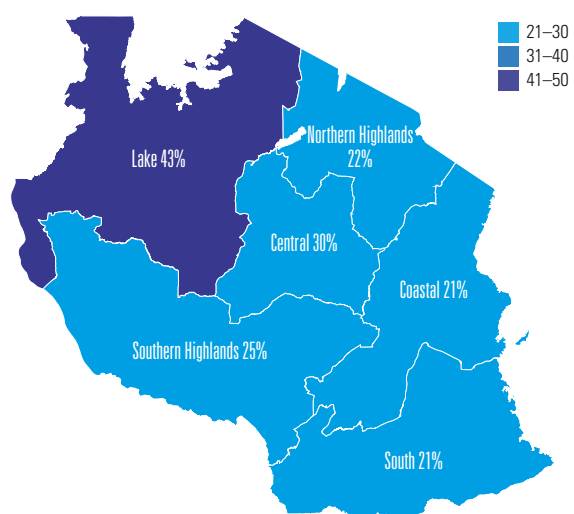 21–30
31–40
41–50
Northern Highlands
22%
Lake 43%
Central 30%
Coastal 21%
Southern Highlands 25%
South 21%